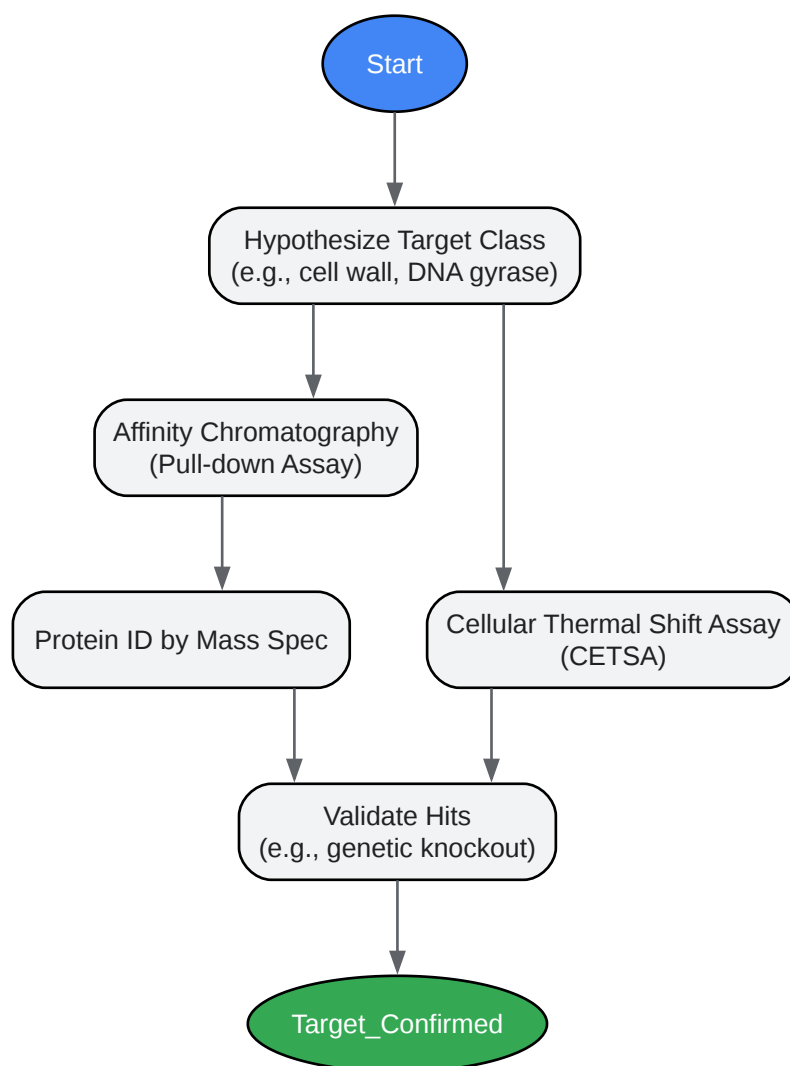 Start
Hypothesize Target Class
(e.g., cell wall, DNA gyrase)
Affinity Chromatography
(Pull-down Assay)
Protein ID by Mass Spec
Cellular Thermal Shift Assay
(CETSA)
Validate Hits
(e.g., genetic knockout)
Target_Confirmed